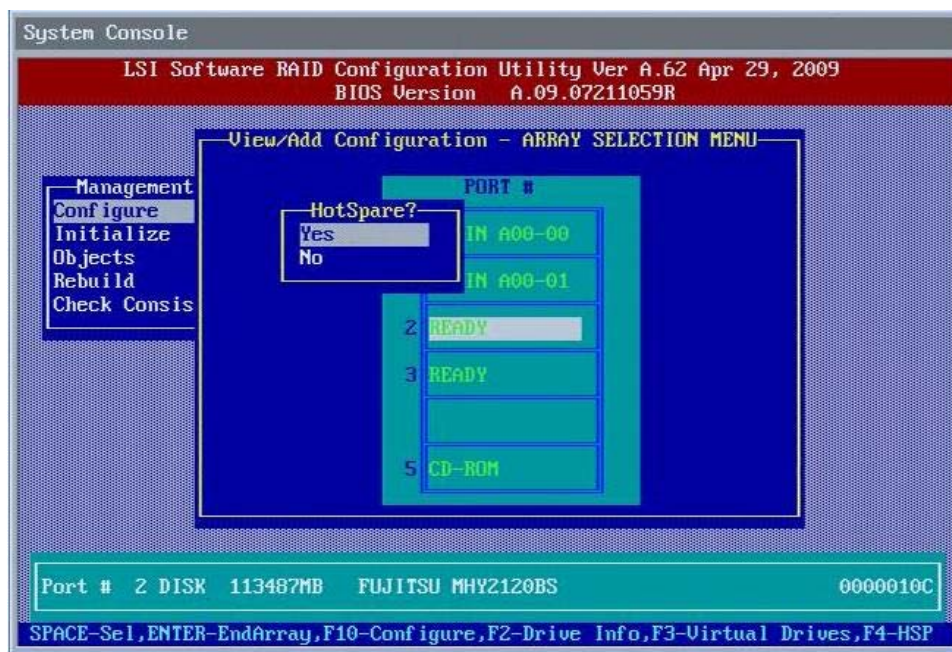 System Console
LSI Software RAID Configuration Utility Ver A.62 Apr 29, 2009
BIOS Version A.09.07211059R
View/Add Configuration - ARRAY SELECTION MENU
Management
Configure
Initialize
Objects
Rebuild
Check Consis
PORT #
HotSpare?
Yes
No
IN A00-00
IN A00-01
2 READY
3 READY
5 CD-ROM
Port # 2 DISK 113487MB FUJITSU MHY2120BS 0000010C
SPACE-Sel,ENTER-EndArray,F10-Configure,F2-Drive Info,F3-Virtual Drives,F4-HSP